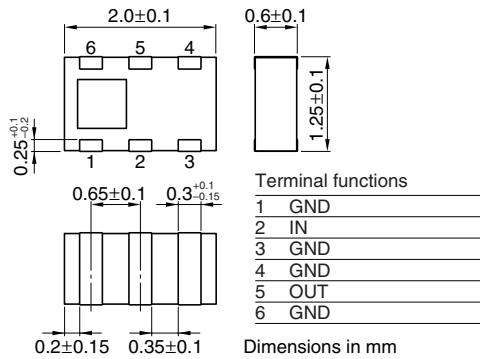 2.0±0.1
0.6±0.1
6 5 4
1.25±0.1
0.25+0.1 −0.2
1 2 3
0.65±0.1
0.3+0.1 −0.15
Terminal functions
1 GND
2 IN
3 GND
4 GND
5 OUT
6 GND
0.2±0.15
0.35±0.1
Dimensions in mm